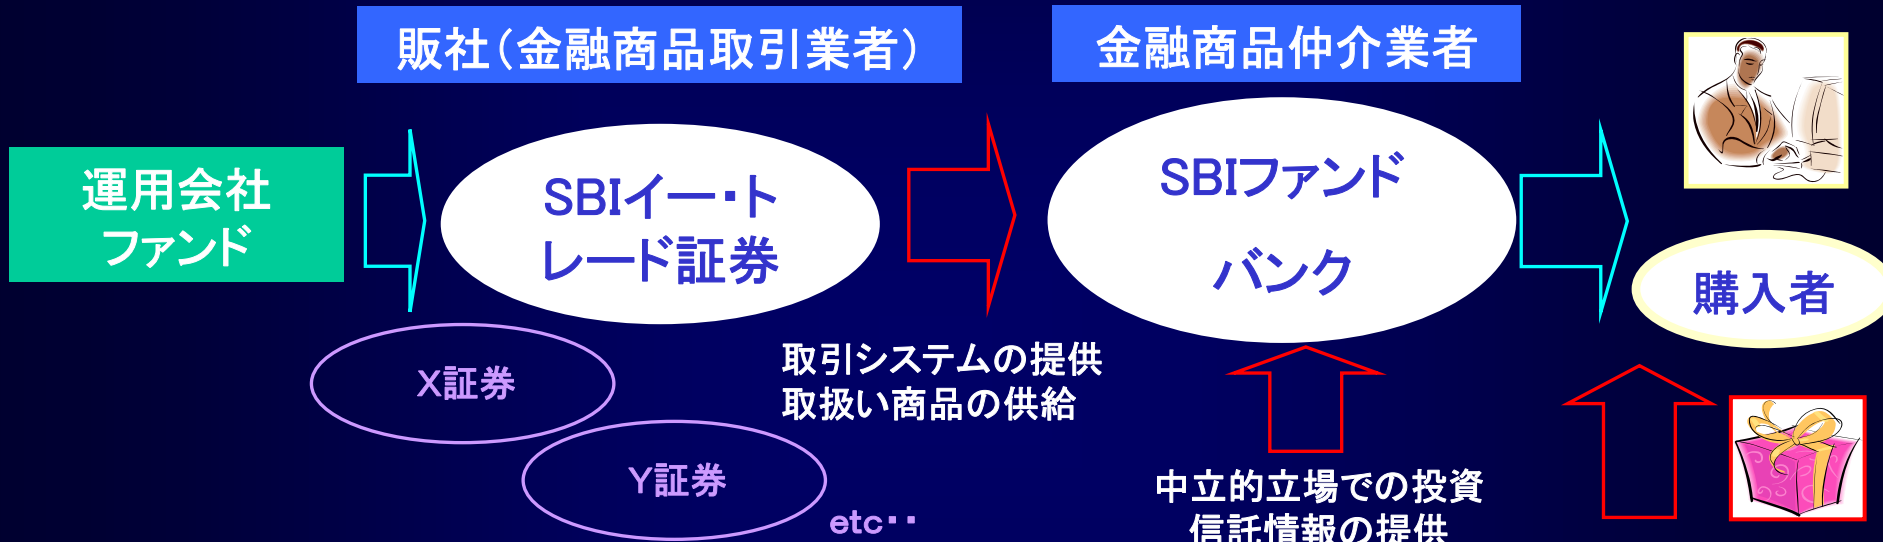 販社（金融商品取引業者）
金融商品仲介業者
運用会社
ファンド
SBIイー・ト
レード証券
SBIファンド
バンク
購入者
X証券
Y証券
etc・・
取引システムの提供
取扱い商品の供給
中立的立場での投資
信託情報の提供